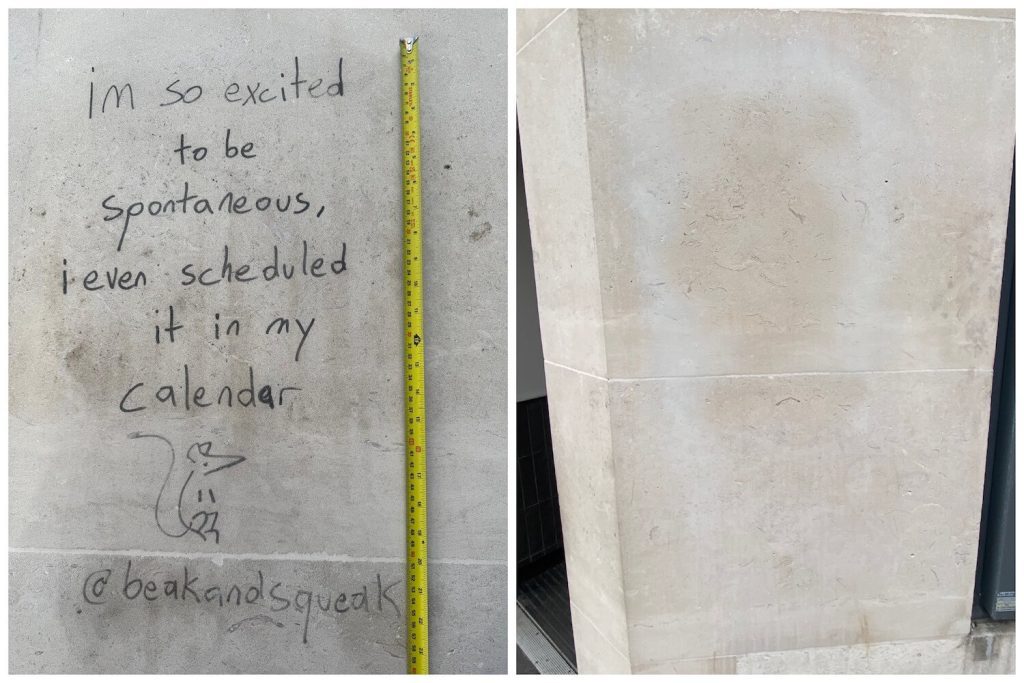 im so excited
to be
spontaneous,
i even scheduled
it in my
calendar
@beakandsqueak